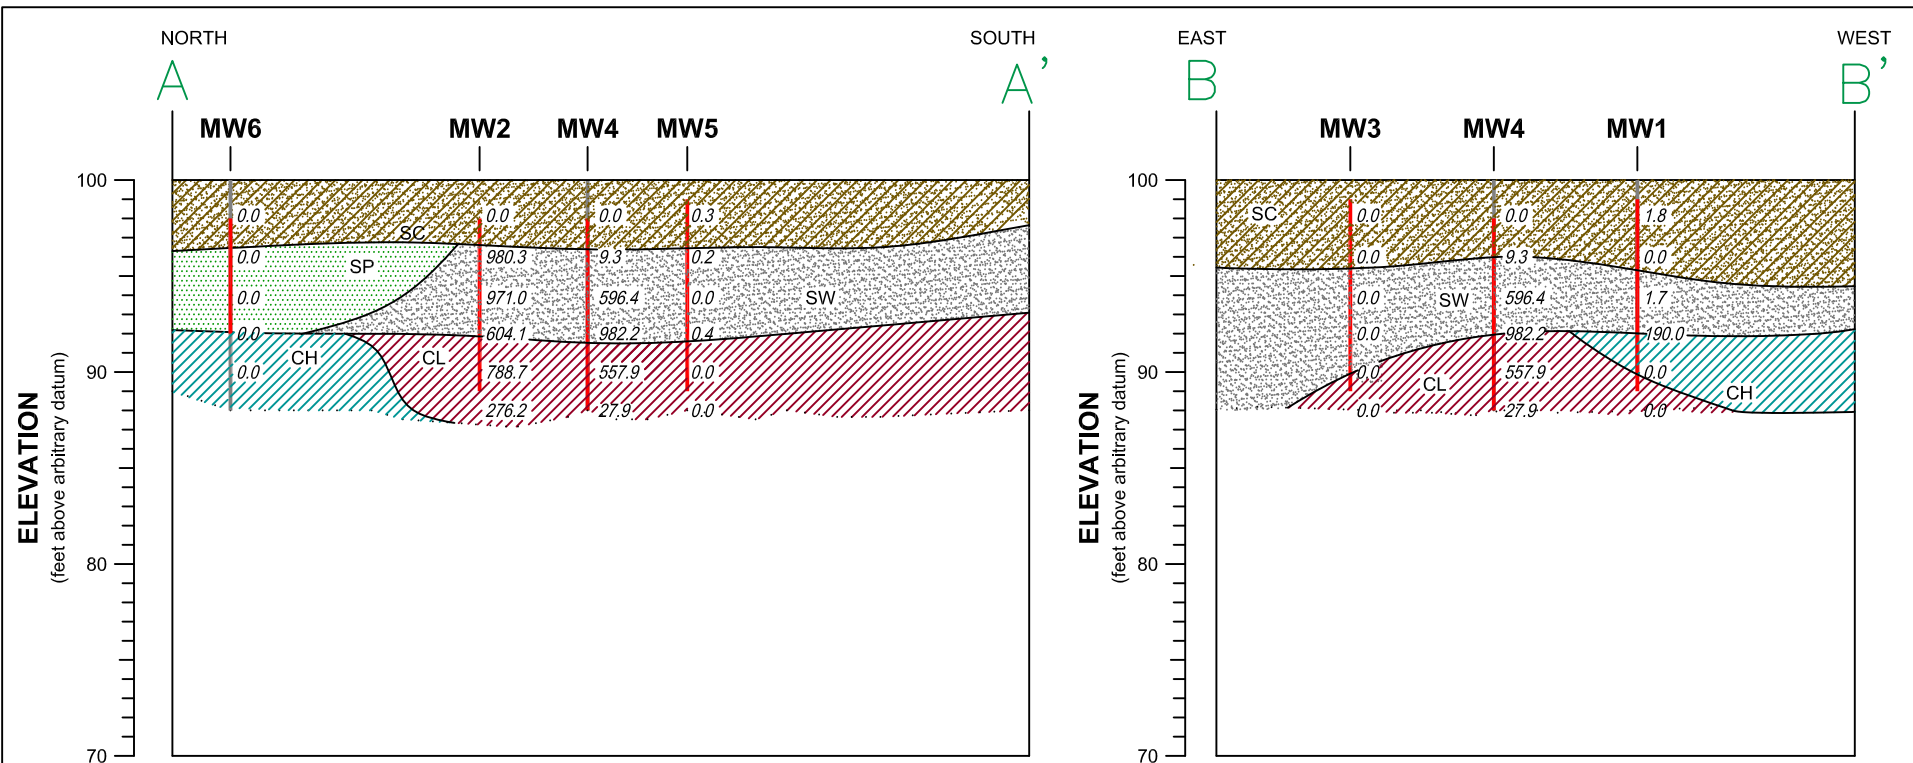 NORTH SOUTH EAST WEST
A A' B B'
MW6 MW2 MW4 MW5 MW3 MW4 MW1
100 100
0.0 0.0 0.0 0.3 SC 0.0 0.0 1.8
SC
0.0 980.3 9.3 0.2 0.0 9.3 0.0
SP
0.0 971.0 596.4 0.0 SW 0.0 SW 596.4 1.7
0.0 604.1 982.2 0.4 0.0 982.2 190.0
CH CL
90 0.0 788.7 557.9 0.0 90 0.0 557.9 0.0
CL CH
276.2 27.9 0.0 0.0 27.9 0.0
ELEVATION
(feet above arbitrary datum)
ELEVATION
(feet above arbitrary datum)
80 80
70 70